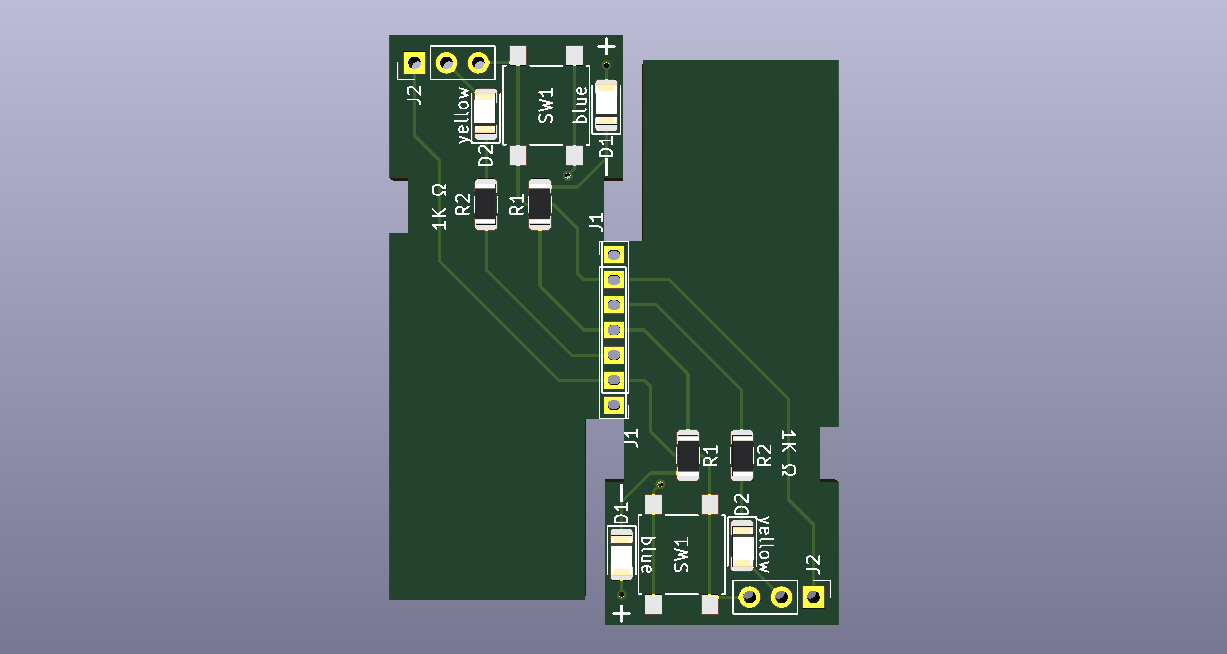 +
J2
yellow
SW1
blue
D2
D1
−
1K Ω
R2
R1
J1
J1
R1
R2
1K Ω
−
D1
D2
blue
SW1
yellow
J2
+